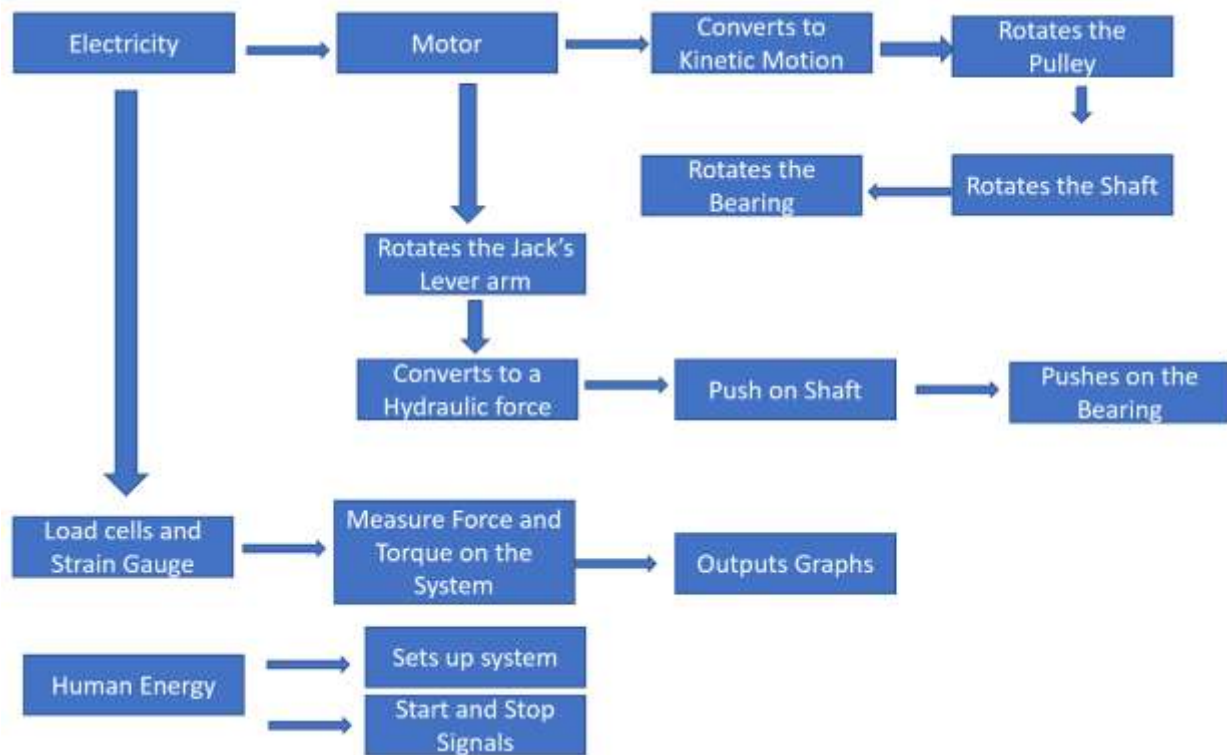 Electricity
Motor
Converts to
Kinetic Motion
Rotates the
Pulley
Rotates the
Bearing
Rotates the Shaft
Rotates the Jack's
Lever arm
Converts to a
Hydraulic force
Push on Shaft
Pushes on the
Bearing
Load cells and
Strain Gauge
Measure Force and
Torque on the
System
Outputs Graphs
Human Energy
Sets up system
Start and Stop
Signals